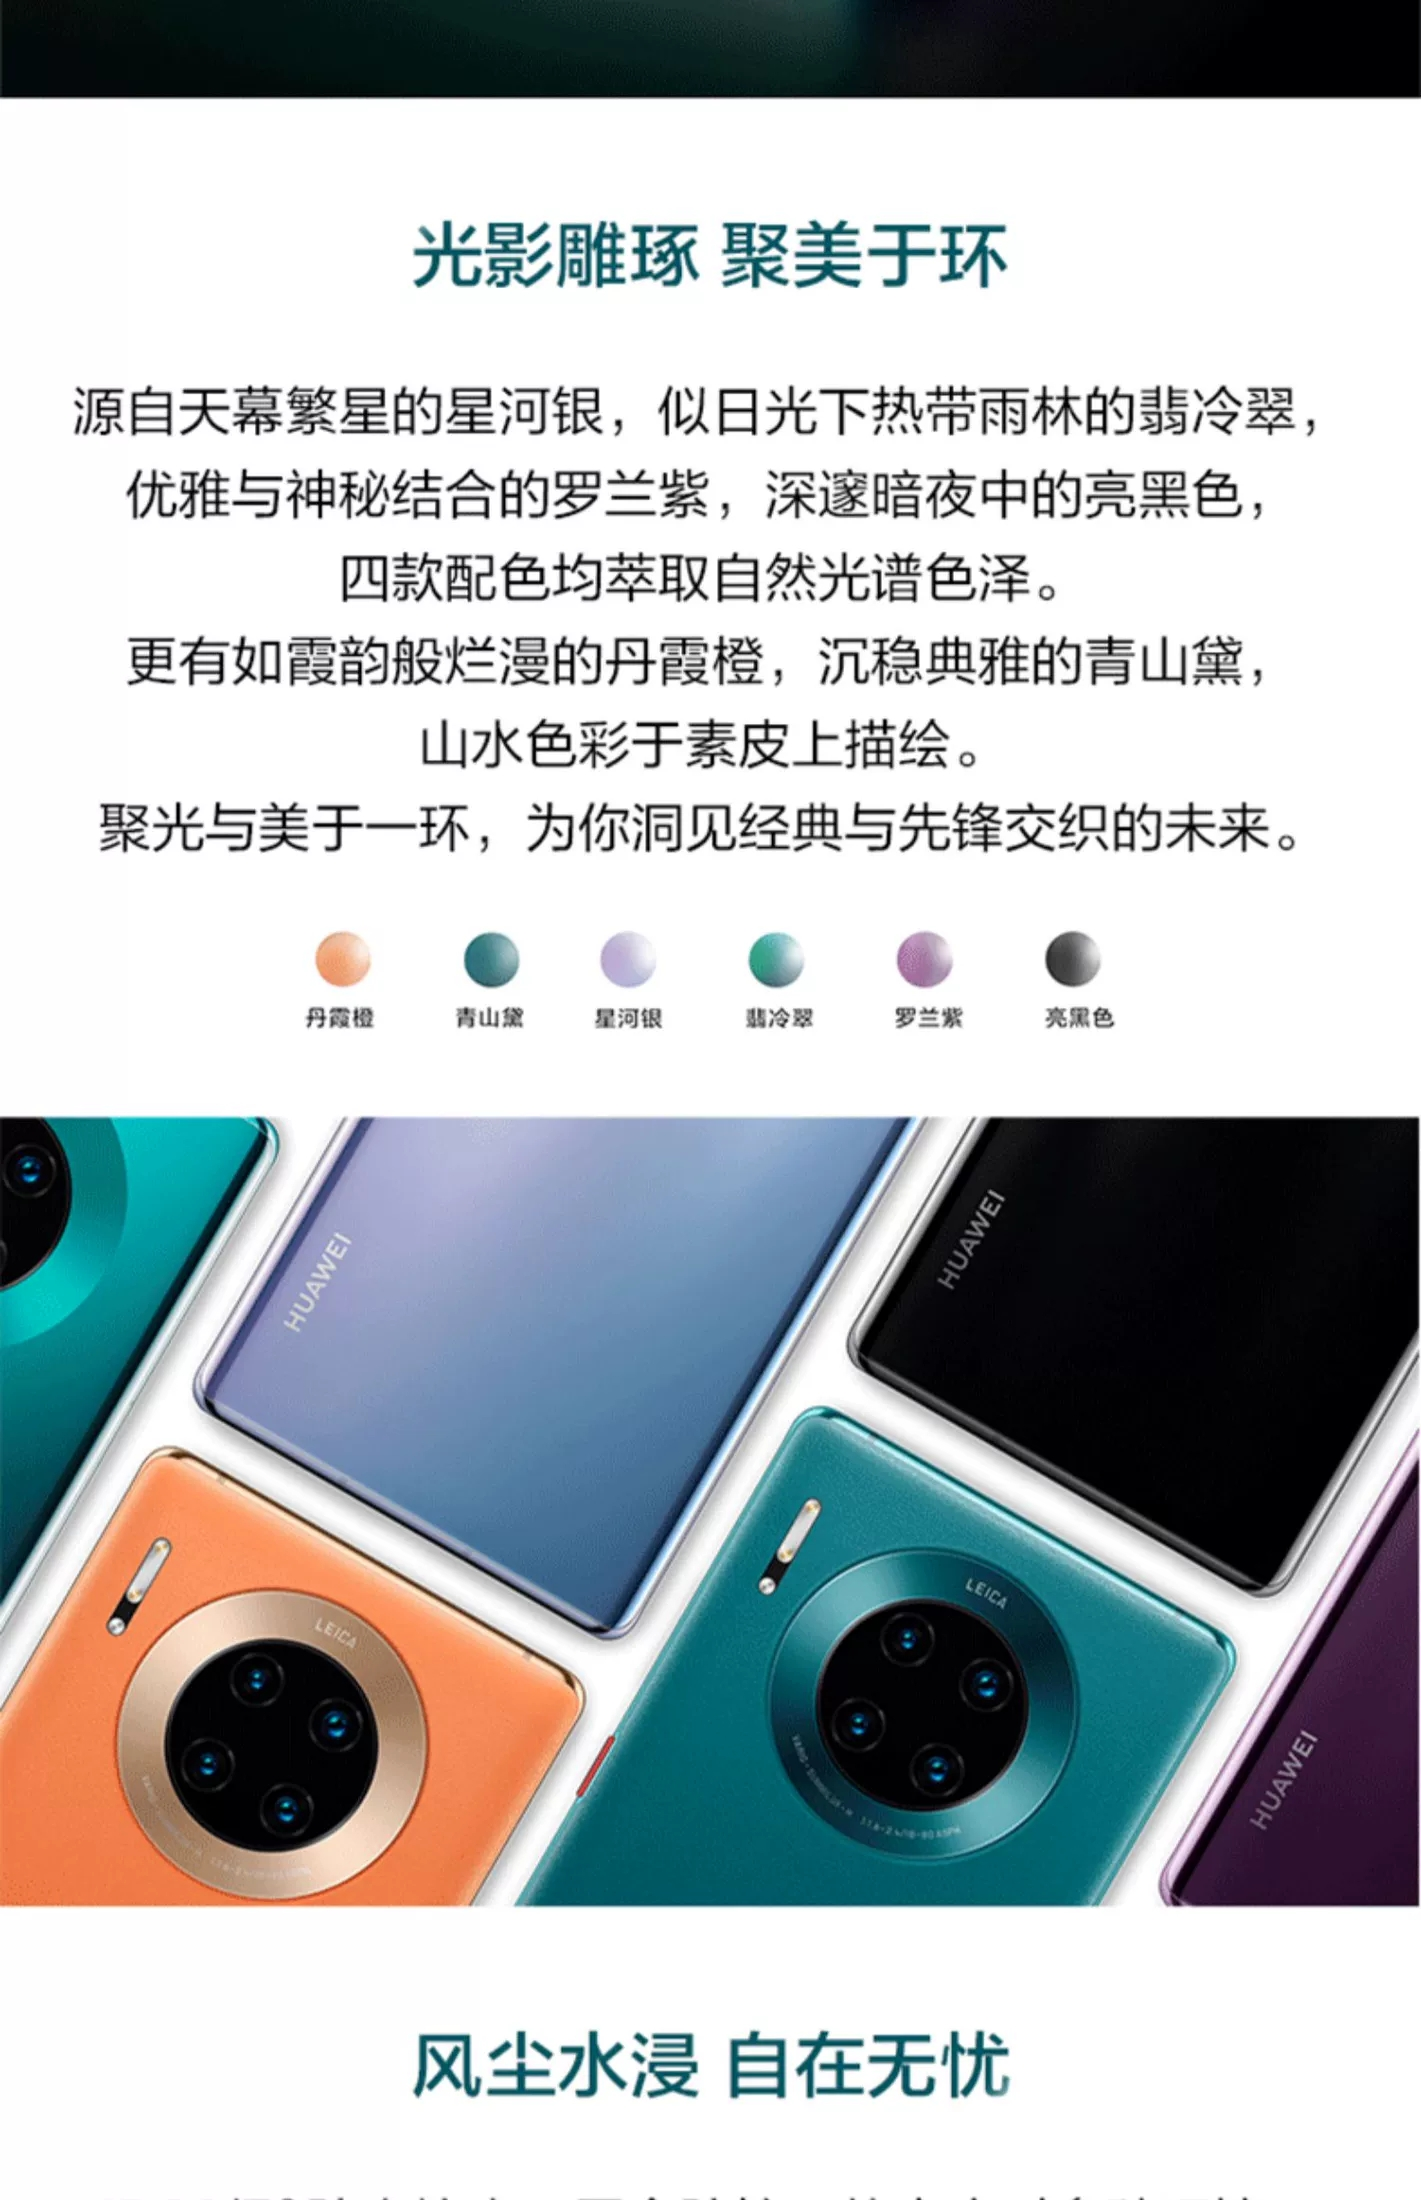 光影雕琢 聚美于环
源自天幕繁星的星河银，似日光下热带雨林的翡冷翠，
优雅与神秘结合的罗兰紫，深邃暗夜中的亮黑色，
四款配色均萃取自然光谱色泽。
更有如霞韵般烂漫的丹霞橙，沉稳典雅的青山黛，
山水色彩于素皮上描绘。
聚光与美于一环，为你洞见经典与先锋交织的未来。
丹霞橙 青山黛 星河银 翡冷翠 罗兰紫 亮黑色
HUAWEI
HUAWEI
LEICA
LEICA
HUAWEI
风尘水浸 自在无忧